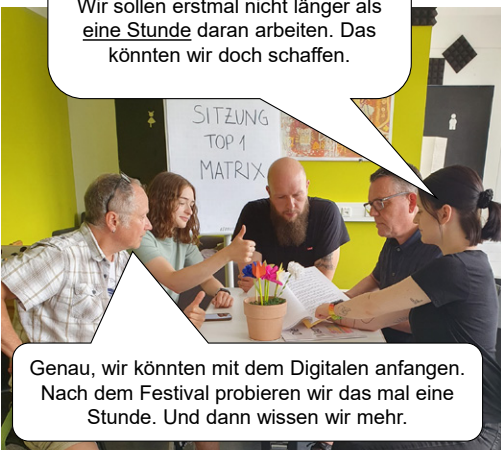 Wir sollen erstmal nicht länger als
eine Stunde daran arbeiten. Das
könnten wir doch schaffen.
SITZUNG
TOP 1
MATRIX
Genau, wir könnten mit dem Digitalen anfangen.
Nach dem Festival probieren wir das mal eine
Stunde. Und dann wissen wir mehr.